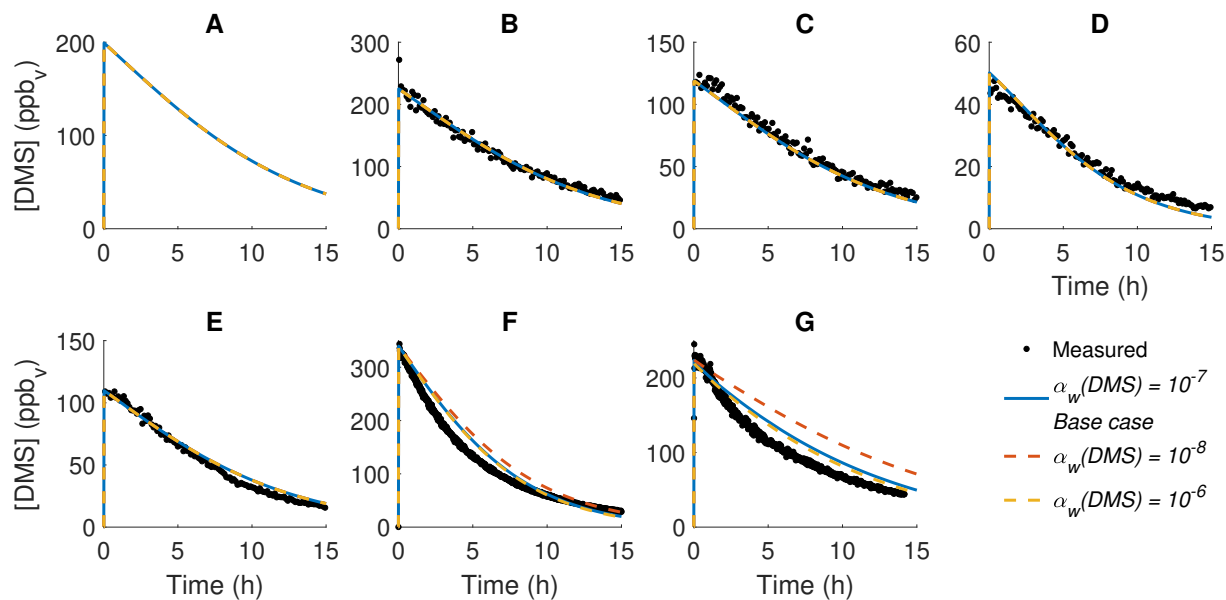 A
B
C
D
[DMS] (ppb_v)
200
100
0
0 5 10 15
300
200
100
0
0 5 10 15
150
100
50
0
0 5 10 15
60
40
20
0
0 5 10 15
Time (h)
E
F
G
[DMS] (ppb_v)
150
100
50
0
0 5 10 15
Time (h)
300
200
100
0
0 5 10 15
Time (h)
200
100
0
0 5 10 15
Time (h)
Measured
α_w(DMS) = 10^-7
Base case
α_w(DMS) = 10^-8
α_w(DMS) = 10^-6